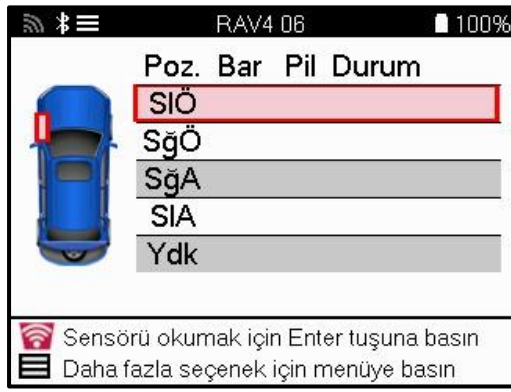 RAV4 06 100%
Poz. Bar Pil Durum
SlÖ
SğÖ
SğA
SlA
Ydk
Sensörü okumak için Enter tuşuna basın
Daha fazla seçenek için menüye basın